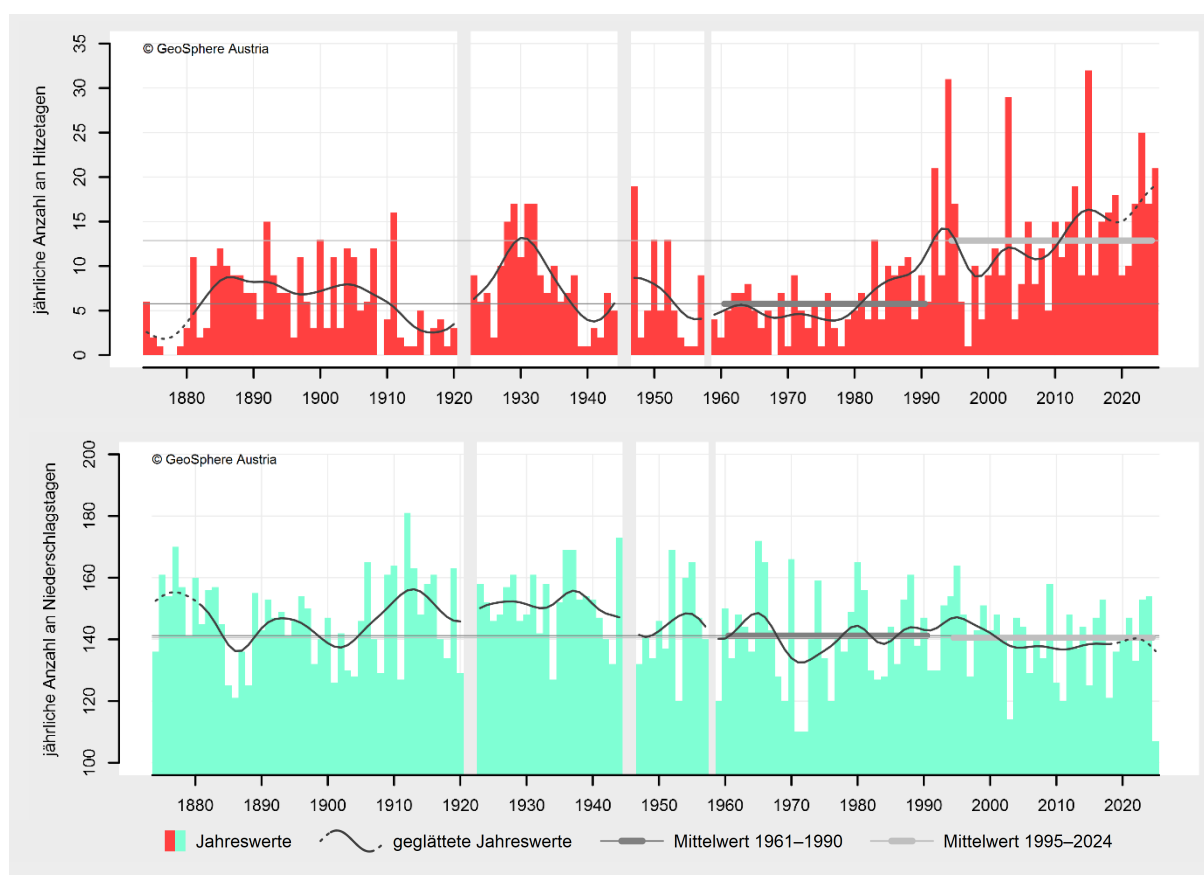 © GeoSphere Austria
jährliche Anzahl an Hitzetagen
35
30
25
20
15
10
5
0
1880 1890 1900 1910 1920 1930 1940 1950 1960 1970 1980 1990 2000 2010 2020
© GeoSphere Austria
jährliche Anzahl an Niederschlagstagen
200
180
160
140
120
100
1880 1890 1900 1910 1920 1930 1940 1950 1960 1970 1980 1990 2000 2010 2020
Jahreswerte geglättete Jahreswerte Mittelwert 1961–1990 Mittelwert 1995–2024